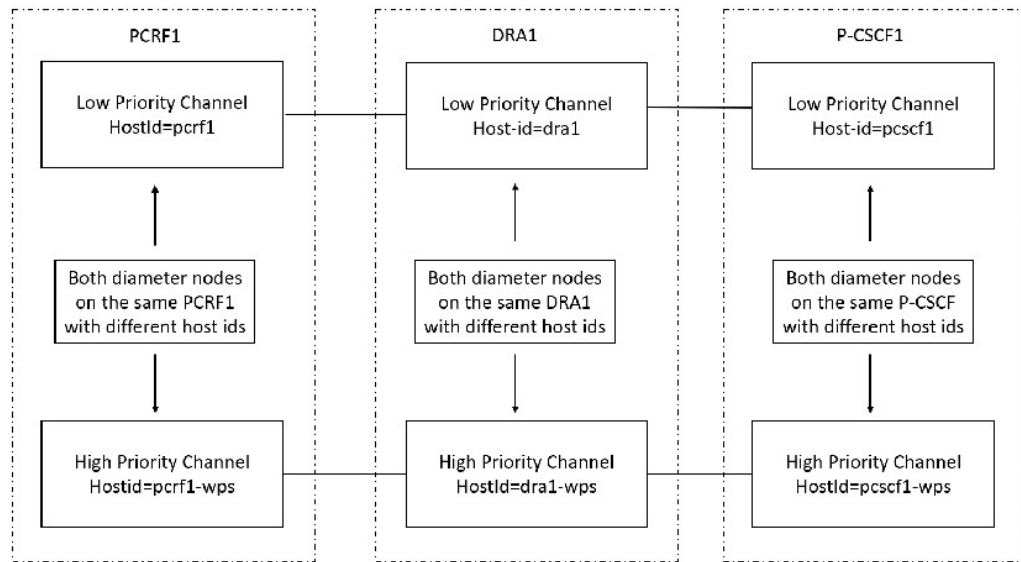 PCRF1
Low Priority Channel
HostId=pcrf1
Both diameter nodes
on the same PCRF1
with different host ids
High Priority Channel
Hostid=pcrf1-wps
DRA1
Low Priority Channel
Host-id=dra1
Both diameter nodes
on the same DRA1
with different host ids
High Priority Channel
HostId=dra1-wps
P-CSCF1
Low Priority Channel
Host-id=pcscf1
Both diameter nodes
on the same P-CSCF
with different host ids
High Priority Channel
HostId=pcscf1-wps